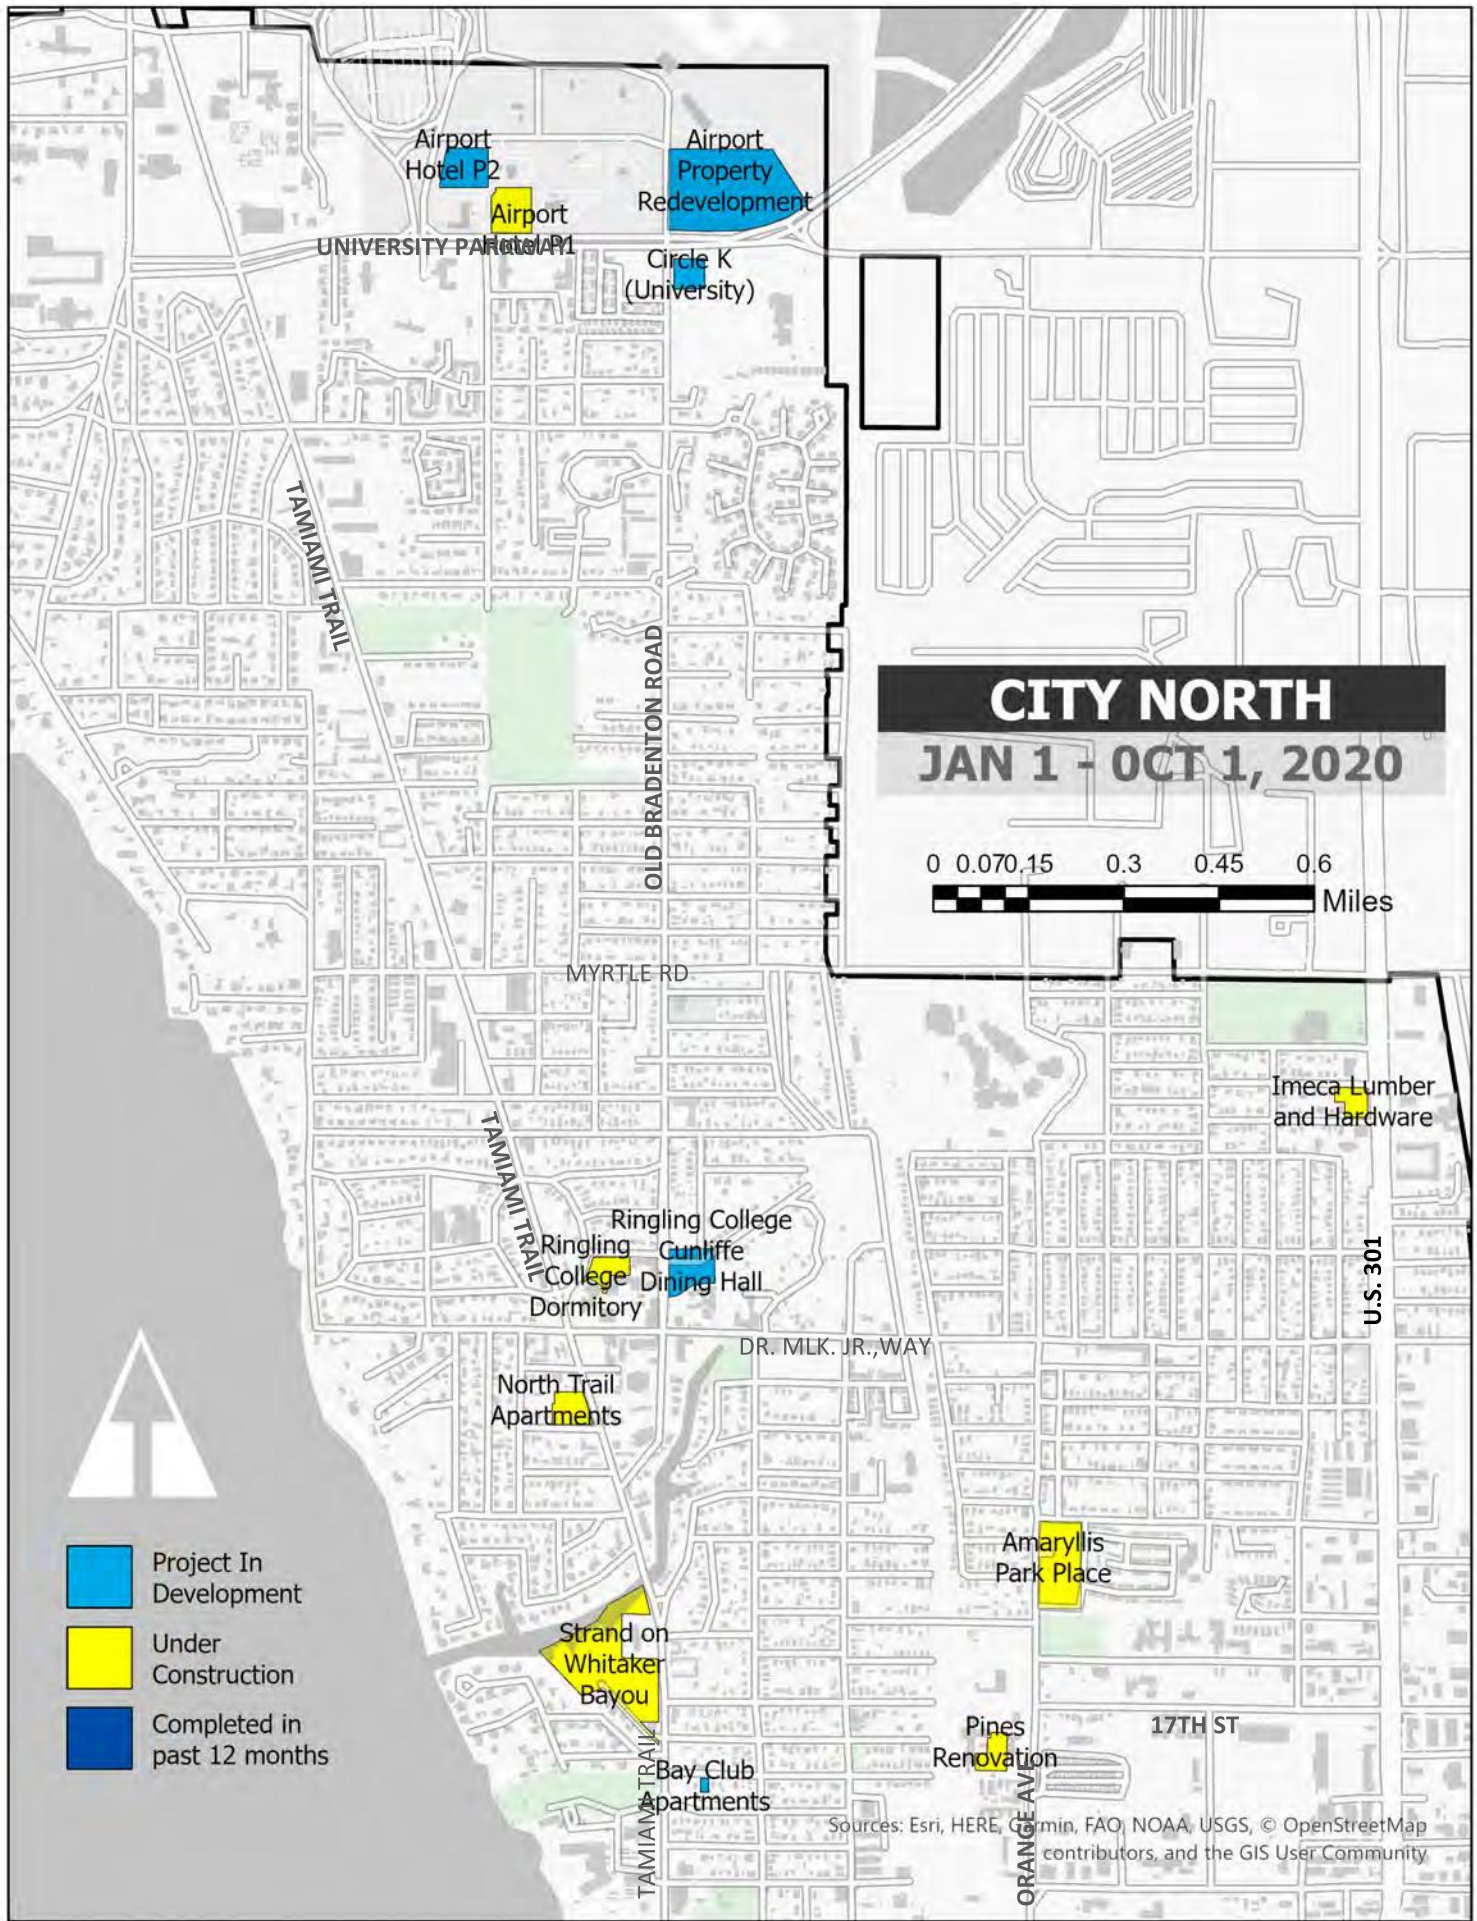 Airport
Hotel P2
Airport
Property
Redevelopment
Airport
Hotel P1
UNIVERSITY PARKWAY
Circle K
(University)
TAMIAMI TRAIL
OLD BRADENTON ROAD
CITY NORTH
JAN 1 - 0CT 1, 2020
0 0.070.15 0.3 0.45 0.6
Miles
MYRTLE RD
Imeca Lumber
and Hardware
TAMIAMI TRAIL
Ringling College
Cunliffe
Dining Hall
Ringling
College
Dormitory
U.S. 301
DR. MLK. JR.,WAY
North Trail
Apartments
Amaryllis
Park Place
Project In
Development
Under
Construction
Completed in
past 12 months
Strand on
Whitaker
Bayou
17TH ST
Pines
Renovation
TAMIAMI TRAIL
Bay Club
Apartments
ORANGE AVE
Sources: Esri, HERE, Garmin, FAO, NOAA, USGS, © OpenStreetMap
contributors, and the GIS User Community